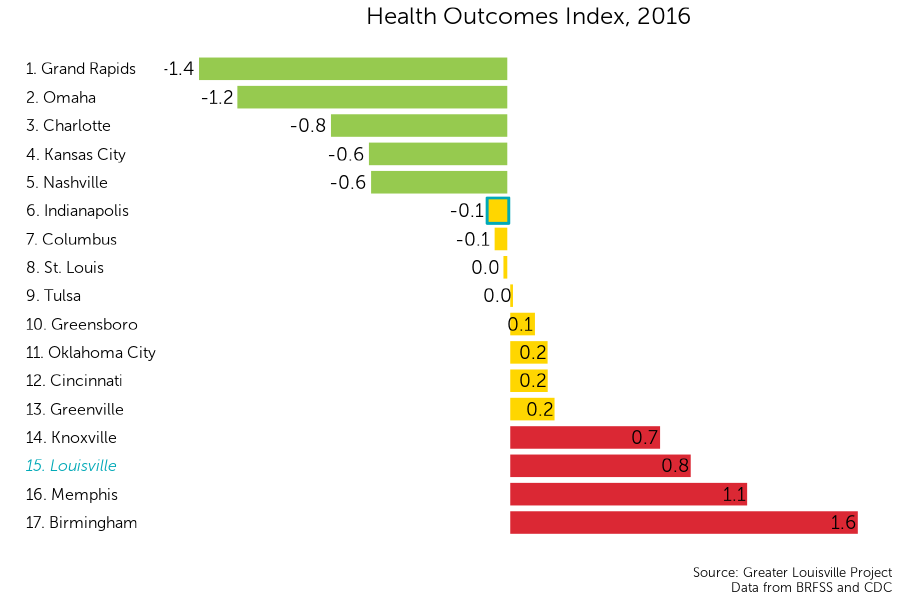 Health Outcomes Index, 2016
1. Grand Rapids -1.4
2. Omaha -1.2
3. Charlotte -0.8
4. Kansas City -0.6
5. Nashville -0.6
6. Indianapolis -0.1
7. Columbus -0.1
8. St. Louis 0.0
9. Tulsa 0.0
10. Greensboro 0.1
11. Oklahoma City 0.2
12. Cincinnati 0.2
13. Greenville 0.2
14. Knoxville 0.7
15. Louisville 0.8
16. Memphis 1.1
17. Birmingham 1.6
Source: Greater Louisville Project
Data from BRFSS and CDC